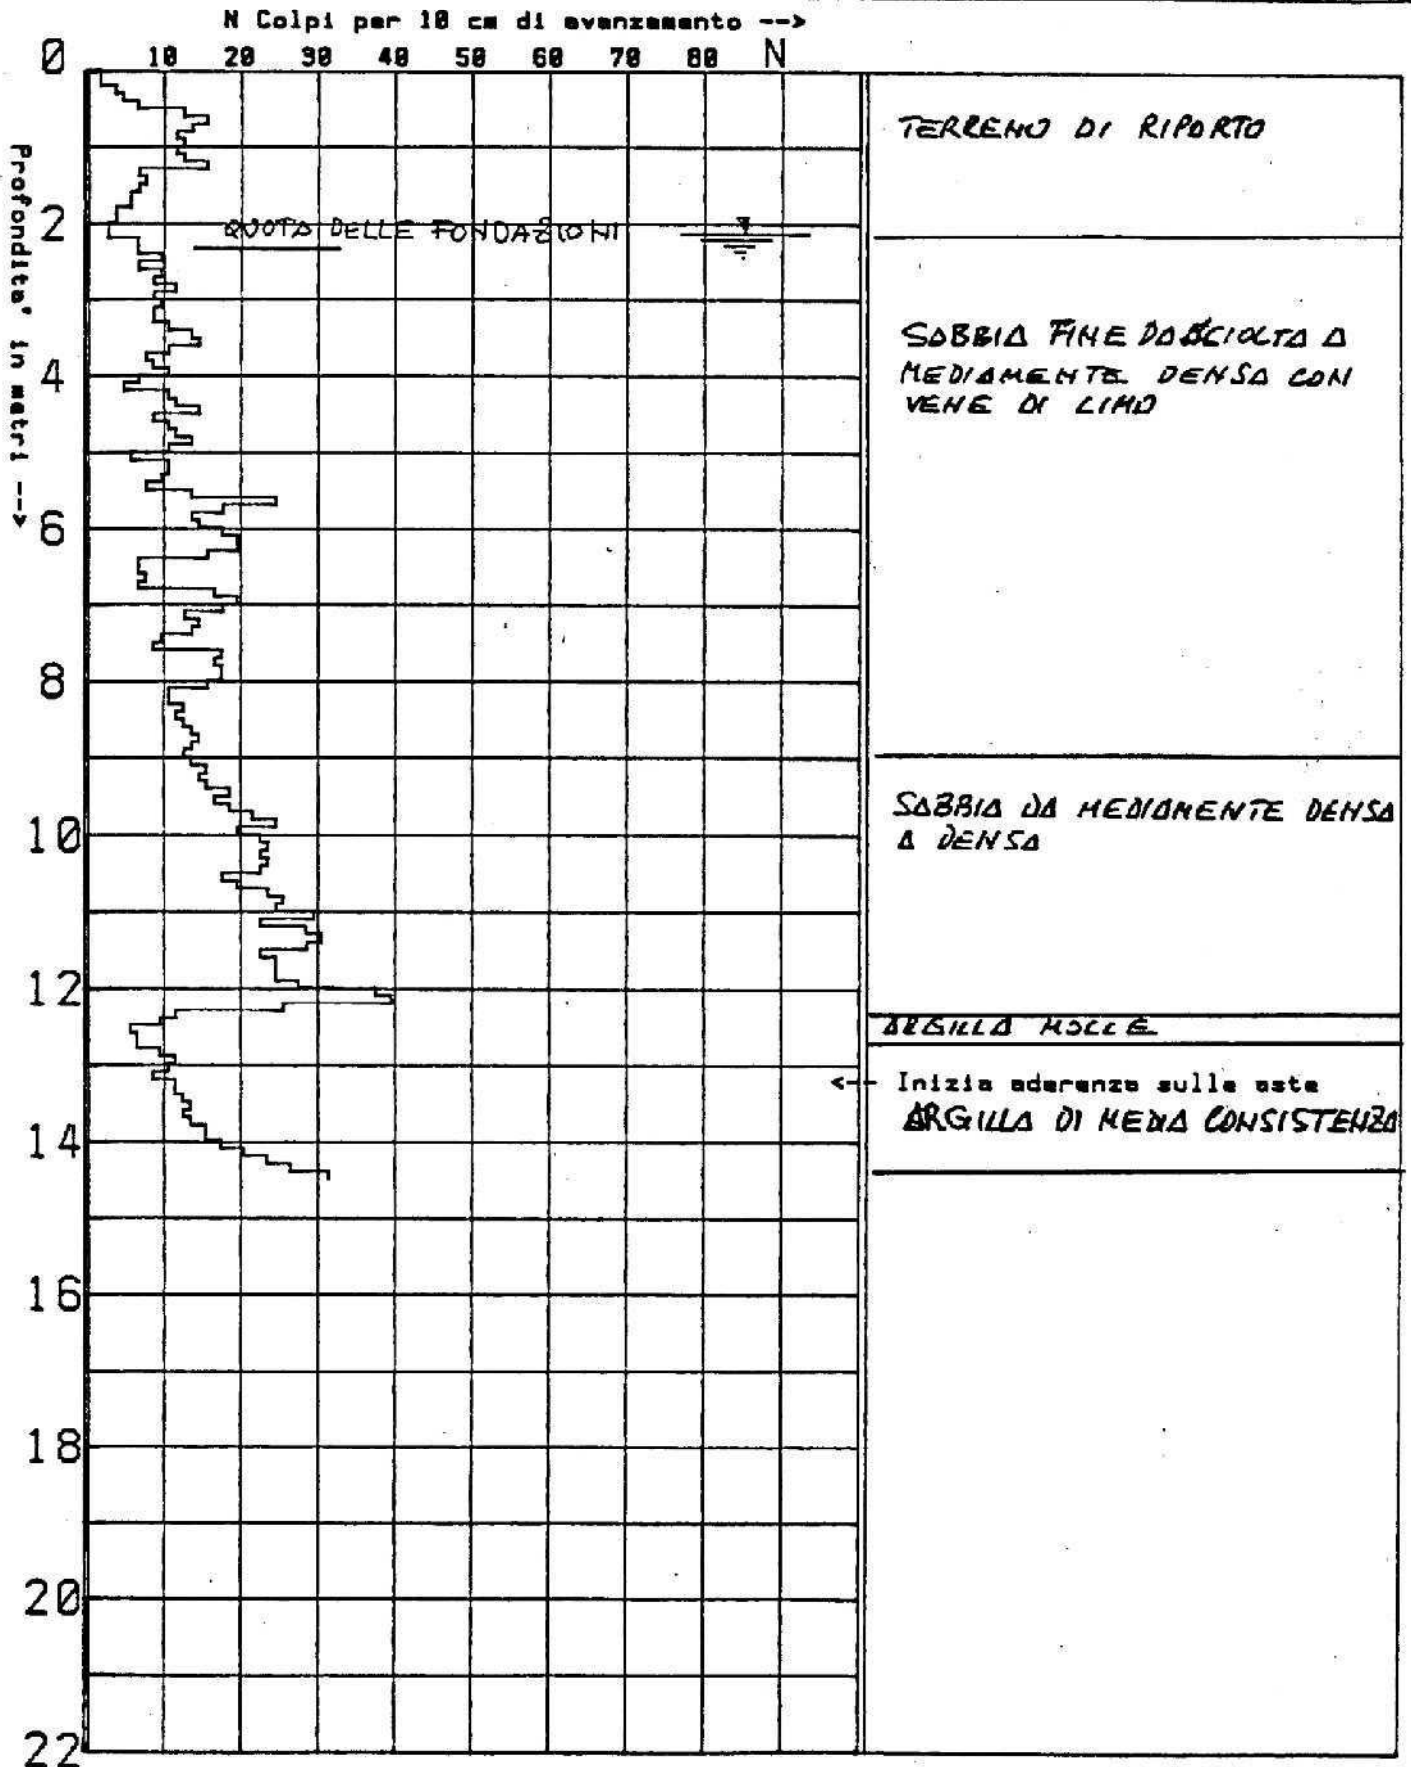 N Colpi per 10 cm di avanzamento -->
0 10 20 30 40 50 60 70 80 N
Profondita' in metri -->
TERRENO DI RIPORTO
2
QUOTA DELLE FONDAZIONI
SABBIA FINE DA SCIOLTA A
MEDIAMENTE DENSA CON
VENE DI LIMO
4
6
8
SABBIA DA MEDIAMENTE DENSA
A DENSA
10
12
ARGILLA MOLLE
<-- Inizia aderenza sulle aste
ARGILLA DI MEDIA CONSISTENZA
14
16
18
20
22